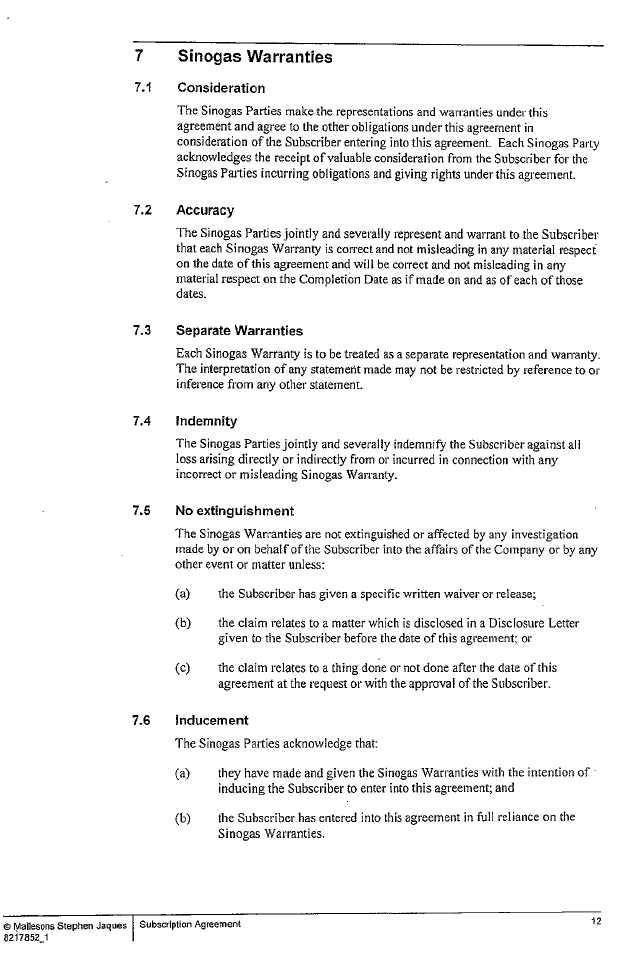 7 Sinogas Warranties
7.1 Consideration
The Sinogas Parties make the representations and warranties under this
agreement and agree to the other obligations under this agreement in
consideration of the Subscriber entering into this agreement. Each Sinogas Party
acknowledges the receipt of valuable consideration from the Subscriber for the
Sinogas Parties incurring obligations and giving rights under this agreement.
7.2 Accuracy
The Sinogas Parties jointly and severally represent and warrant to the Subscriber
that each Sinogas Warranty is correct and not misleading in any material respect
on the date of this agreement and will be correct and not misleading in any
material respect on the Completion Date as if made on and as of each of those
dates.
7.3 Separate Warranties
Each Sinogas Warranty is to be treated as a separate representation and warranty.
The interpretation of any statement made may not be restricted by reference to or
inference from any other statement.
7.4 Indemnity
The Sinogas Parties jointly and severally indemnify the Subscriber against all
loss arising directly or indirectly from or incurred in connection with any
incorrect or misleading Sinogas Warranty.
7.5 No extinguishment
The Sinogas Warranties are not extinguished or affected by any investigation
made by or on behalf of the Subscriber into the affairs of the Company or by any
other event or matter unless:
(a) the Subscriber has given a specific written waiver or release;
(b) the claim relates to a matter which is disclosed in a Disclosure Letter
given to the Subscriber before the date of this agreement; or
(c) the claim relates to a thing done or not done after the date of this
agreement at the request or with the approval of the Subscriber.
7.6 Inducement
The Sinogas Parties acknowledge that:
(a) they have made and given the Sinogas Warranties with the intention of
inducing the Subscriber to enter into this agreement; and
(b) the Subscriber has entered into this agreement in full reliance on the
Sinogas Warranties.
© Mallesons Stephen Jaques Subscription Agreement 12
8217852_1